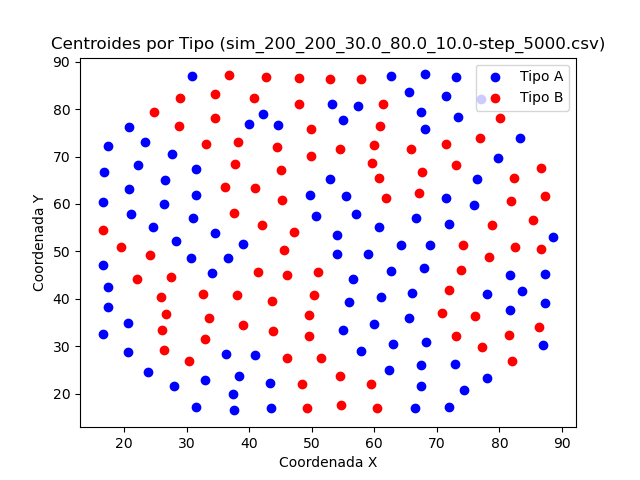 Centroides por Tipo (sim_200_200_30.0_80.0_10.0-step_5000.csv)
Tipo A
Tipo B
90
80
70
60
50
40
30
20
Coordenada Y
20 30 40 50 60 70 80 90
Coordenada X